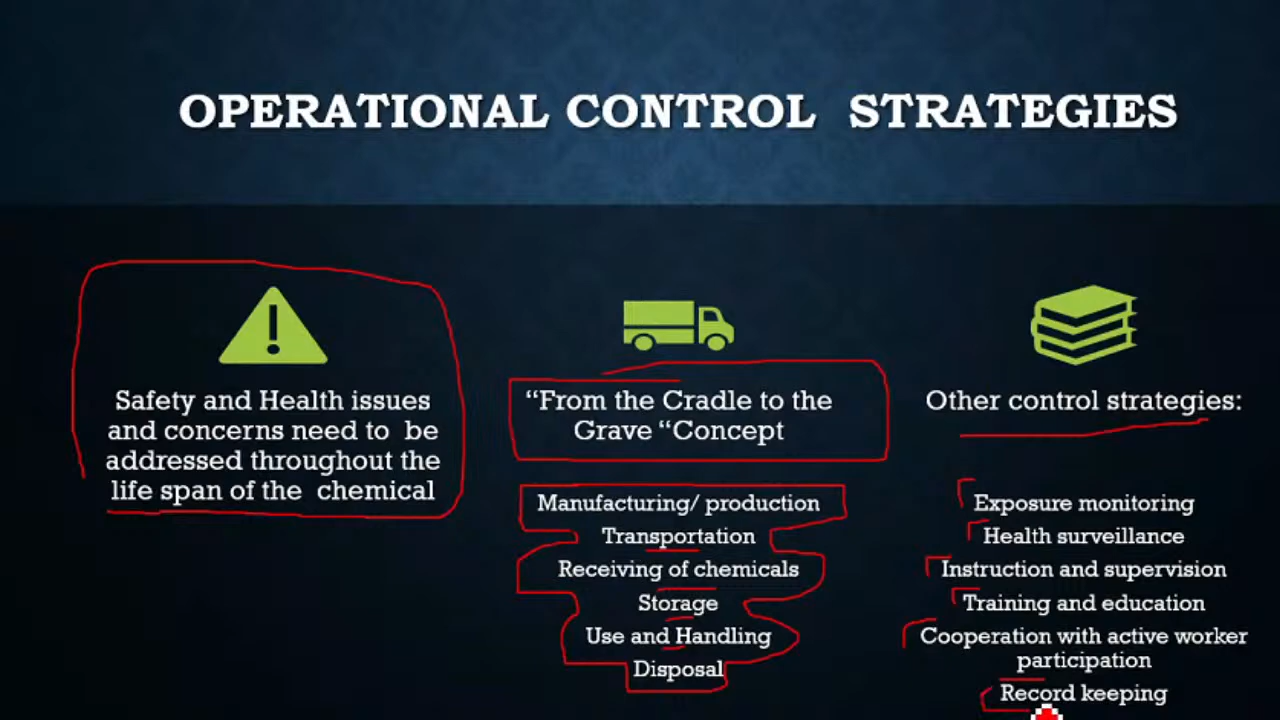 OPERATIONAL CONTROL STRATEGIES
Safety and Health issues
and concerns need to be
addressed throughout the
life span of the chemical
“From the Cradle to the
Grave “Concept
Manufacturing/ production
Transportation
Receiving of chemicals
Storage
Use and Handling
Disposal
Other control strategies:
Exposure monitoring
Health surveillance
Instruction and supervision
Training and education
Cooperation with active worker
participation
Record keeping